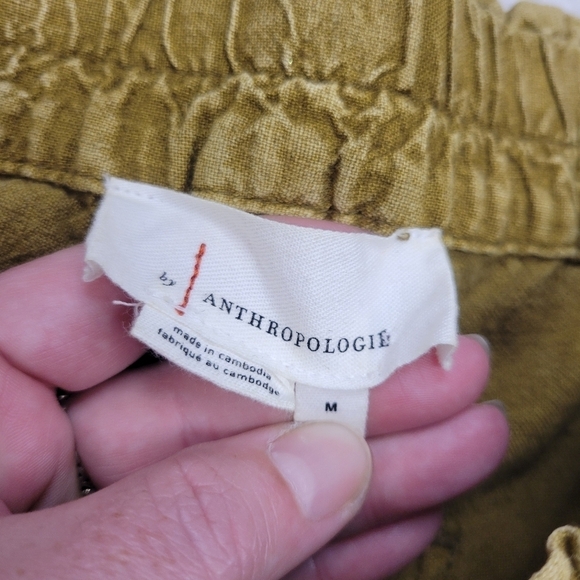 by ANTHROPOLOGIE
made in cambodia
fabriqué au cambodge
M